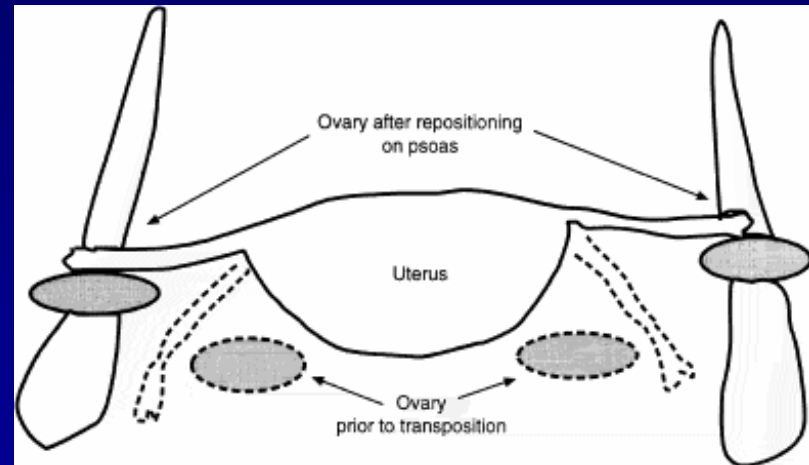 Ovary after repositioning
on psoas
Uterus
Ovary
prior to transposition